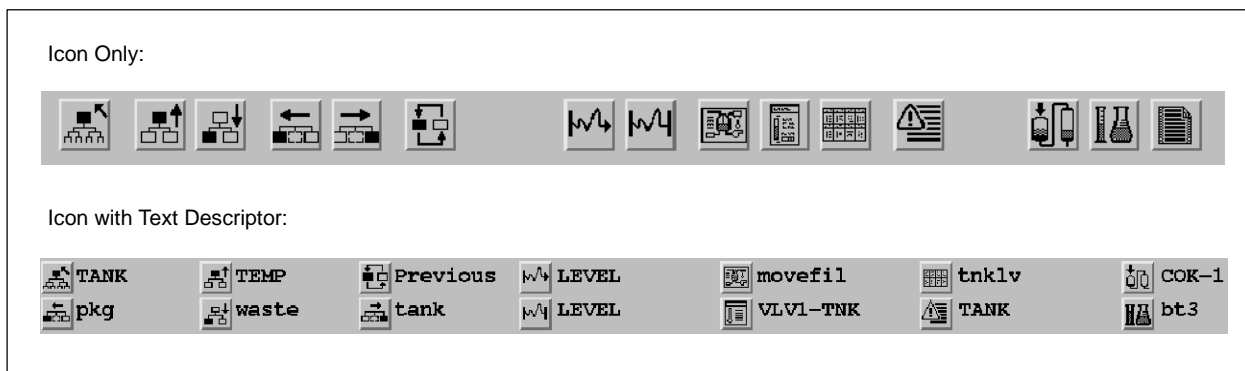 Icon Only:
Icon with Text Descriptor:
TANK TEMP Previous LEVEL movefil tnklv COK-1
pkg waste tank LEVEL VLV1-TNK TANK bt3